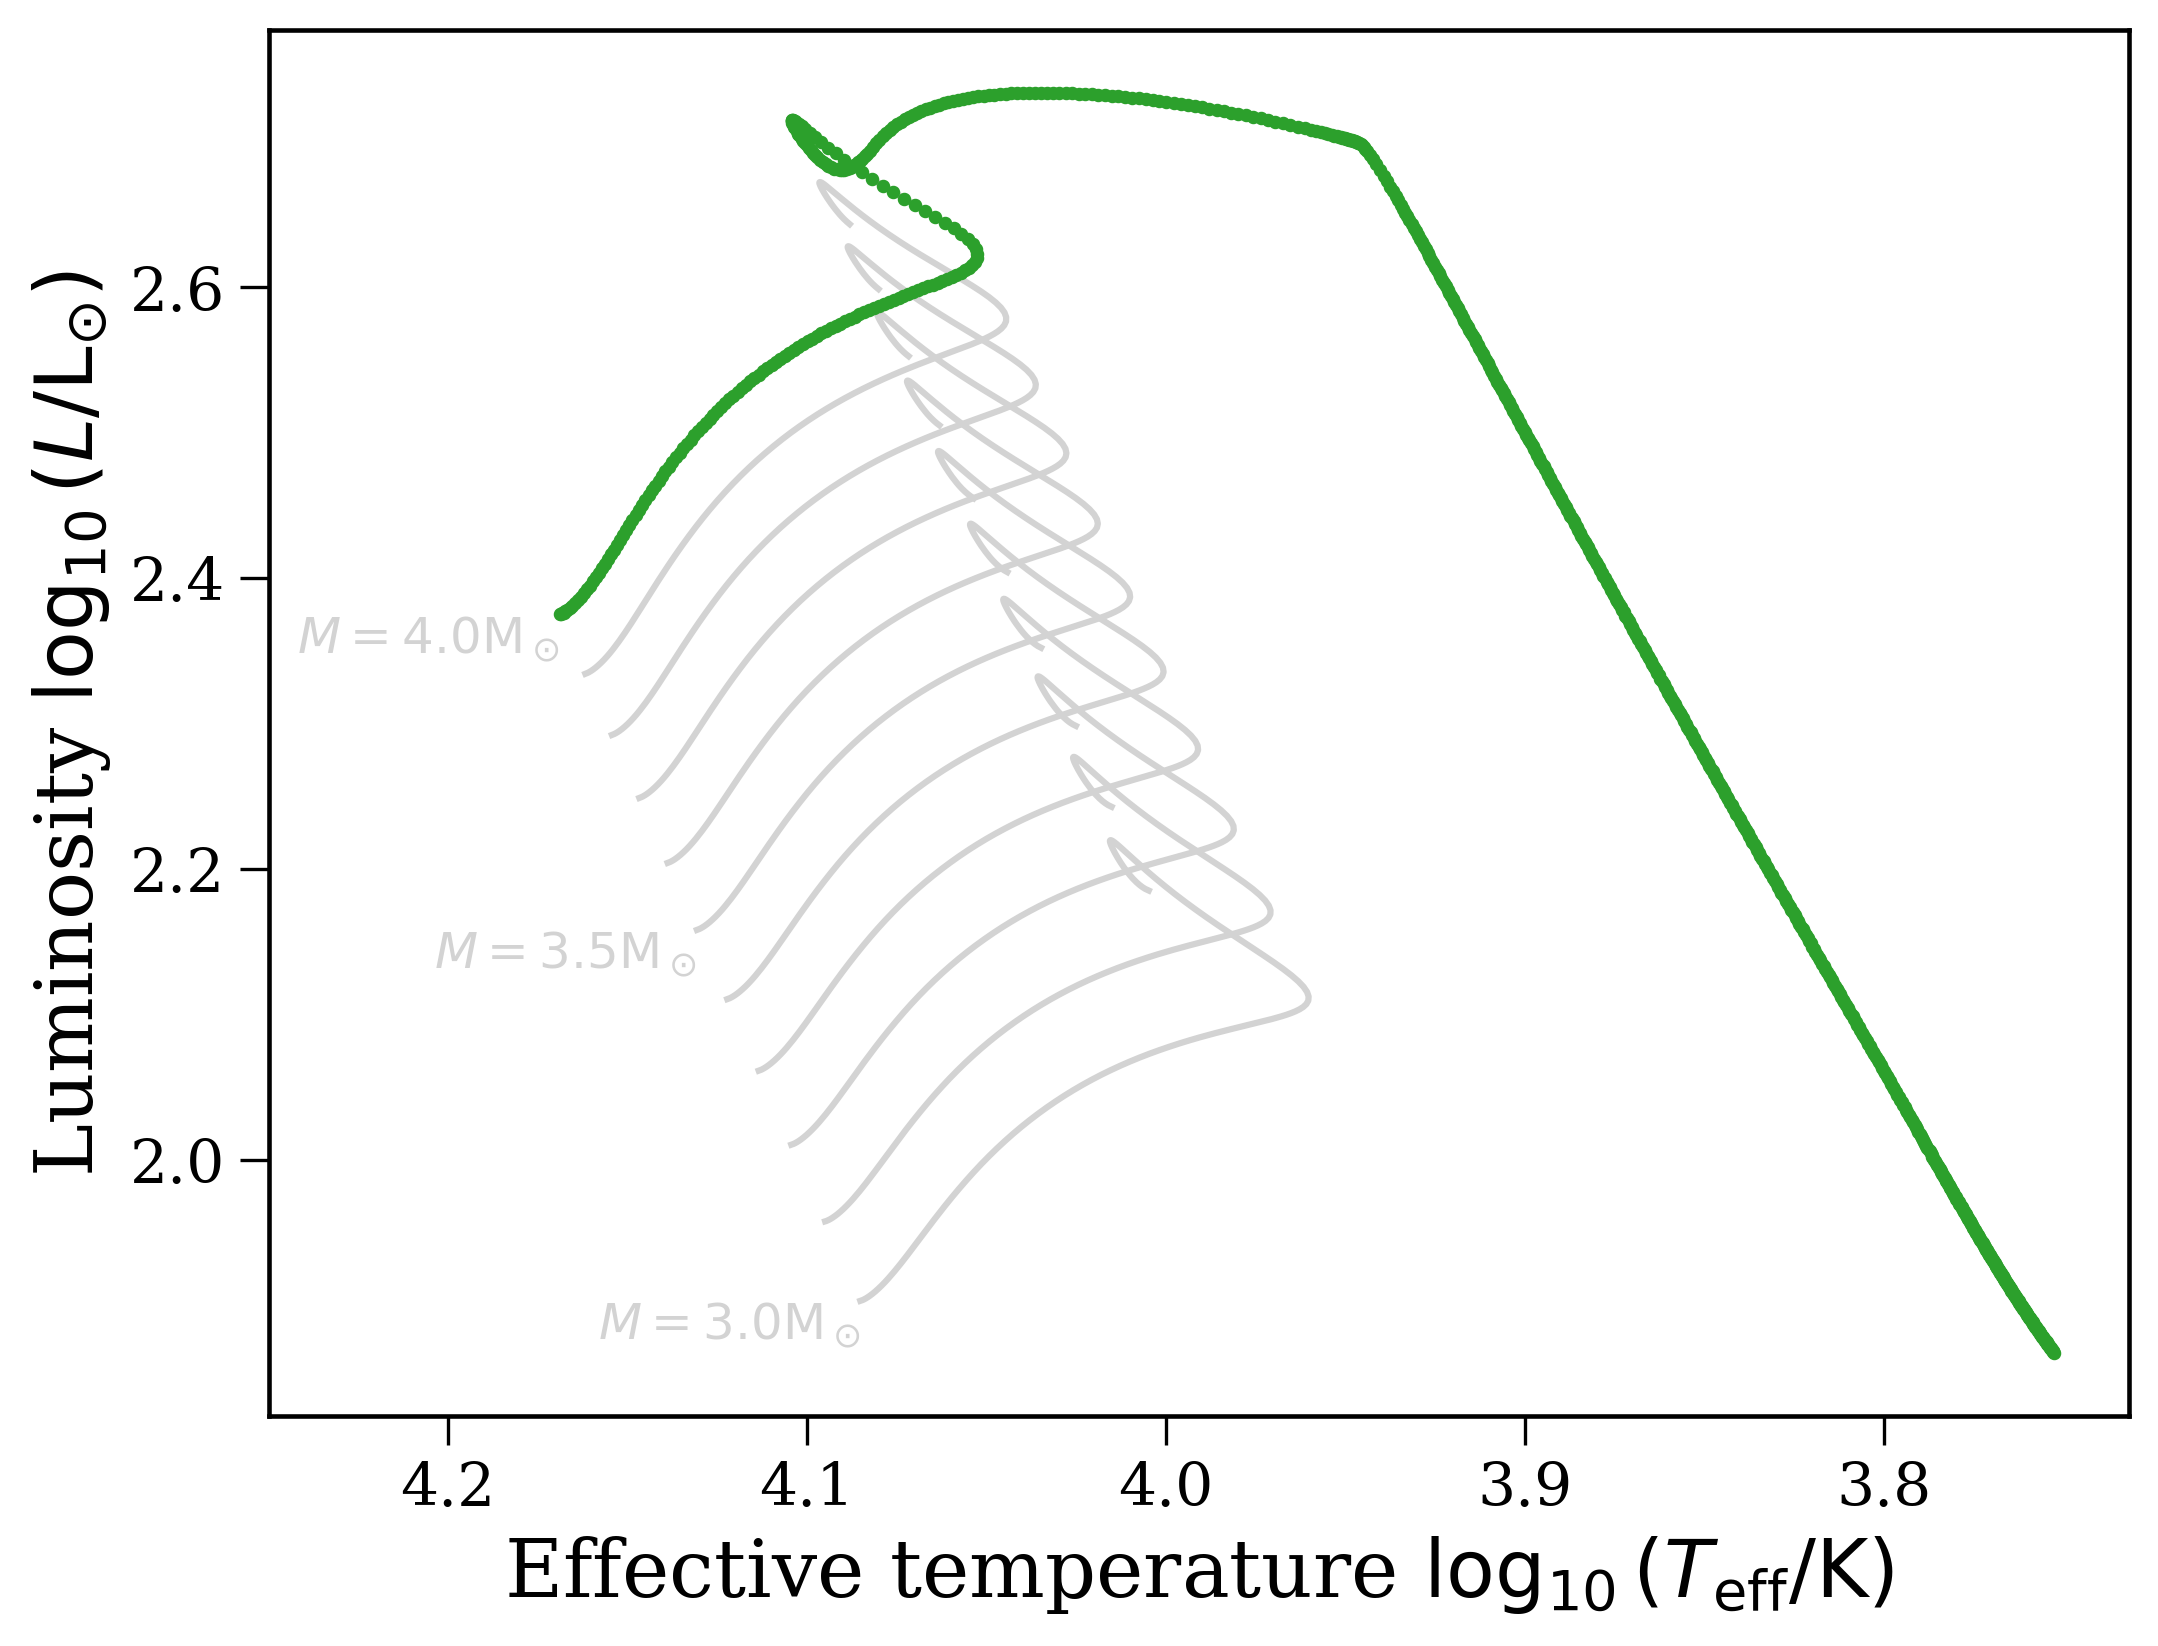 Luminosity log₁₀ (L/L⊙)
2.6
2.4
2.2
2.0
M = 4.0M⊙
M = 3.5M⊙
M = 3.0M⊙
4.2 4.1 4.0 3.9 3.8
Effective temperature log₁₀ (T_eff/K)